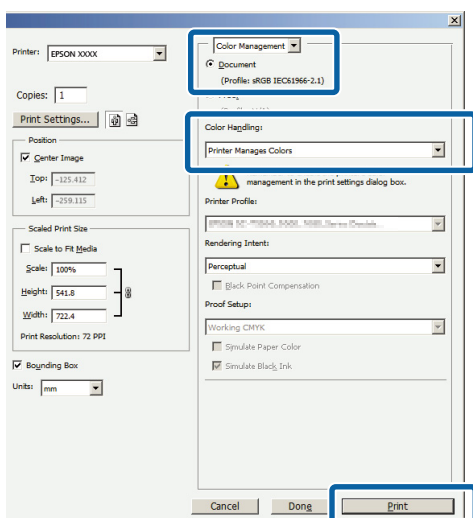 Printer: EPSON XXXX
Copies: 1
Print Settings...
Position
Center Image
Top: -125.412
Left: -259.115
Scaled Print Size
Scale to Fit Media
Scale: 100%
Height: 541.8
Width: 722.4
Print Resolution: 72 PPI
Bounding Box
Units: mm
Color Management
Document
(Profile: sRGB IEC61966-2.1)
Color Handling:
Printer Manages Colors
management in the print settings dialog box.
Printer Profile:
Rendering Intent:
Perceptual
Black Point Compensation
Proof Setup:
Working CMYK
Simulate Paper Color
Simulate Black Ink
Cancel
Done
Print